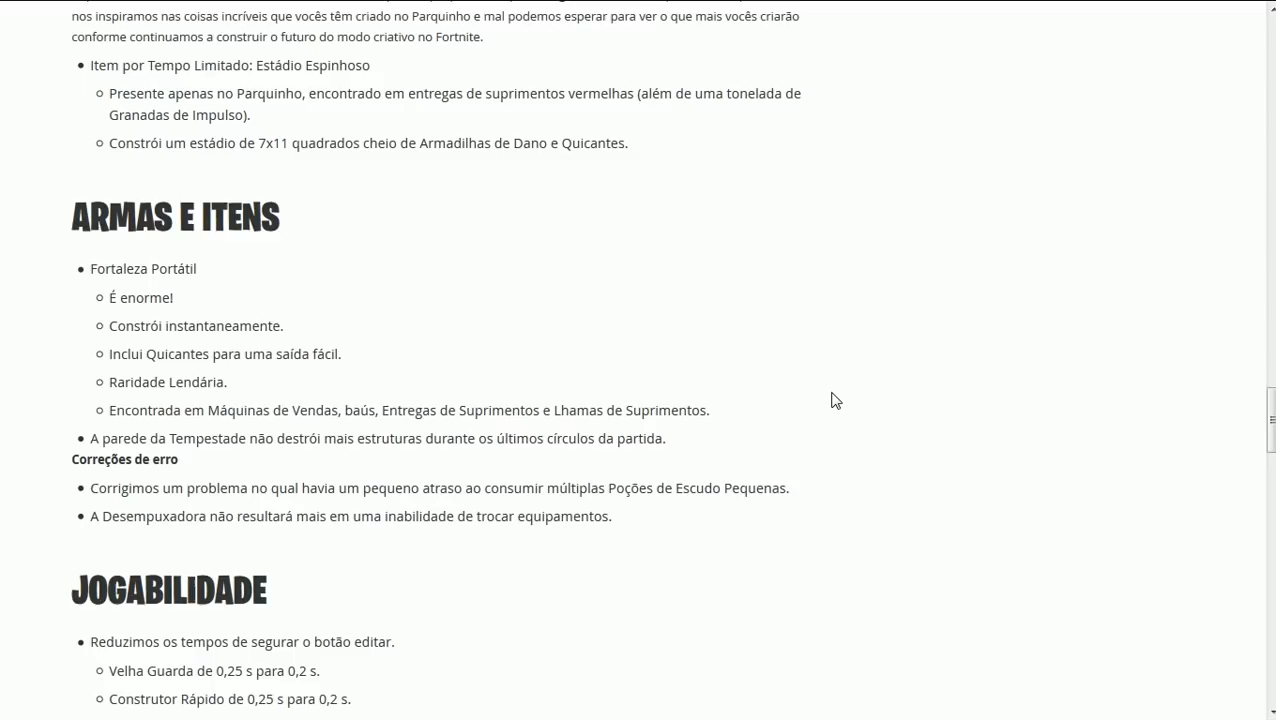 nos inspiramos nas coisas incríveis que vocês têm criado no Parquinho e mal podemos esperar para ver o que mais vocês criarão
conforme continuamos a construir o futuro do modo criativo no Fortnite.
• Item por Tempo Limitado: Estádio Espinhoso
○ Presente apenas no Parquinho, encontrado em entregas de suprimentos vermelhas (além de uma tonelada de
Granadas de Impulso).
○ Constrói um estádio de 7x11 quadrados cheio de Armadilhas de Dano e Quicantes.
ARMAS E ITENS
• Fortaleza Portátil
○ É enorme!
○ Constrói instantaneamente.
○ Inclui Quicantes para uma saída fácil.
○ Raridade Lendária.
○ Encontrada em Máquinas de Vendas, baús, Entregas de Suprimentos e Lhamas de Suprimentos.
• A parede da Tempestade não destrói mais estruturas durante os últimos círculos da partida.
Correções de erro
• Corrigimos um problema no qual havia um pequeno atraso ao consumir múltiplas Poções de Escudo Pequenas.
• A Desempuxadora não resultará mais em uma inabilidade de trocar equipamentos.
JOGABILIDADE
• Reduzimos os tempos de segurar o botão editar.
○ Velha Guarda de 0,25 s para 0,2 s.
○ Construtor Rápido de 0,25 s para 0,2 s.